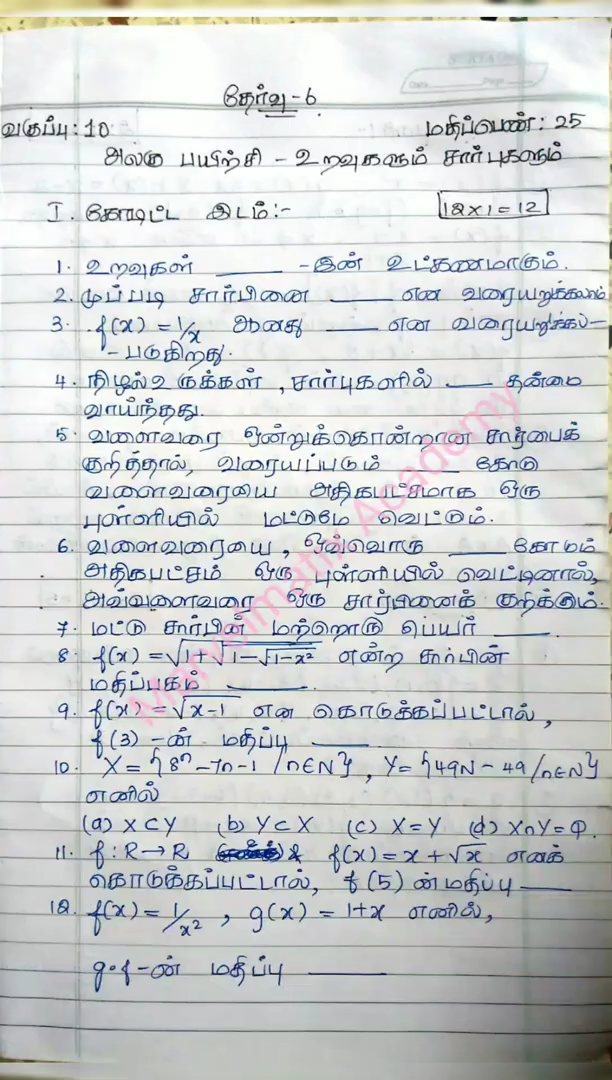 தேர்வு - 6
வகுப்பு : 10 மதிப்பெண் : 25
அலகு பயிற்சி - உறவுகளும் சார்புகளும்
I. கோடிட்ட இடம்:- 12x1=12
1. உறவுகள் ______ -இன் உட்கணமாகும்.
2. முப்படி சார்பினை ______ என வரையறுக்கலாம்
3. f(x) = 1/x ஆனது ______ என வரையறுக்கப்-
- படுகிறது.
4. நிழல் உருக்கள் , சார்புகளில் ______ தன்மை
வாய்ந்தது.
5. வளைவரை ஒன்றுக்கொன்றான சார்பைக்
குறித்தால், வரையப்படும் ______ கோடு
வளைவரையை அதிகபட்சமாக ஒரு
புள்ளியில் மட்டுமே வெட்டும்.
6. வளைவரையை , ஒவ்வொரு ______ கோடும்
அதிகபட்சம் ஒரு புள்ளியில் வெட்டினால்,
அவ்வளைவரை ஒரு சார்பினைக் குறிக்கும்.
7. மட்டு சார்பின் மற்றொரு பெயர் ______.
8. f(x) = √1+√1-√1-x² என்ற சார்பின்
மதிப்பகம் ______.
9. f(x) = √x-1 என கொடுக்கப்பட்டால்,
f(3) -ன் மதிப்பு ______
10. X = {8ⁿ-7n-1 /n∈N}, Y= {49N - 49 /n∈N}
எனில்
(a) X⊂Y (b) Y⊂X (c) X=Y (d) X∩Y=Φ.
11. f : R→R f(x) = x + √x எனக்
கொடுக்கப்பட்டால், f(5) ன் மதிப்பு ______
12. f(x) = 1/x² , g(x) = 1+x எனில்,
g∘f -ன் மதிப்பு ______
Manvoimathy Academy